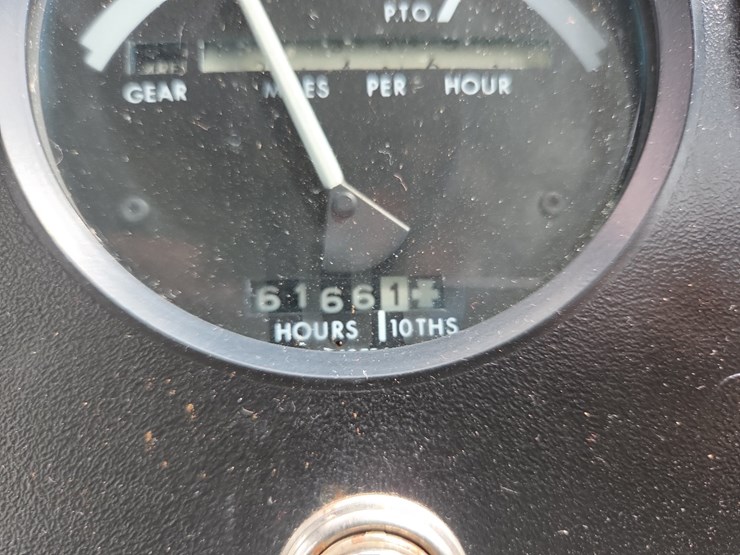 P.T.O.
GEAR MILES PER HOUR
61661
HOURS 10THS